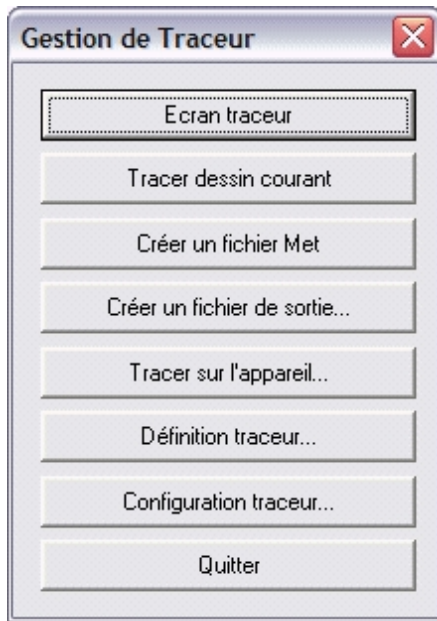 Gestion de Traceur
Ecran traceur
Tracer dessin courant
Créer un fichier Met
Créer un fichier de sortie...
Tracer sur l'appareil...
Définition traceur...
Configuration traceur...
Quitter